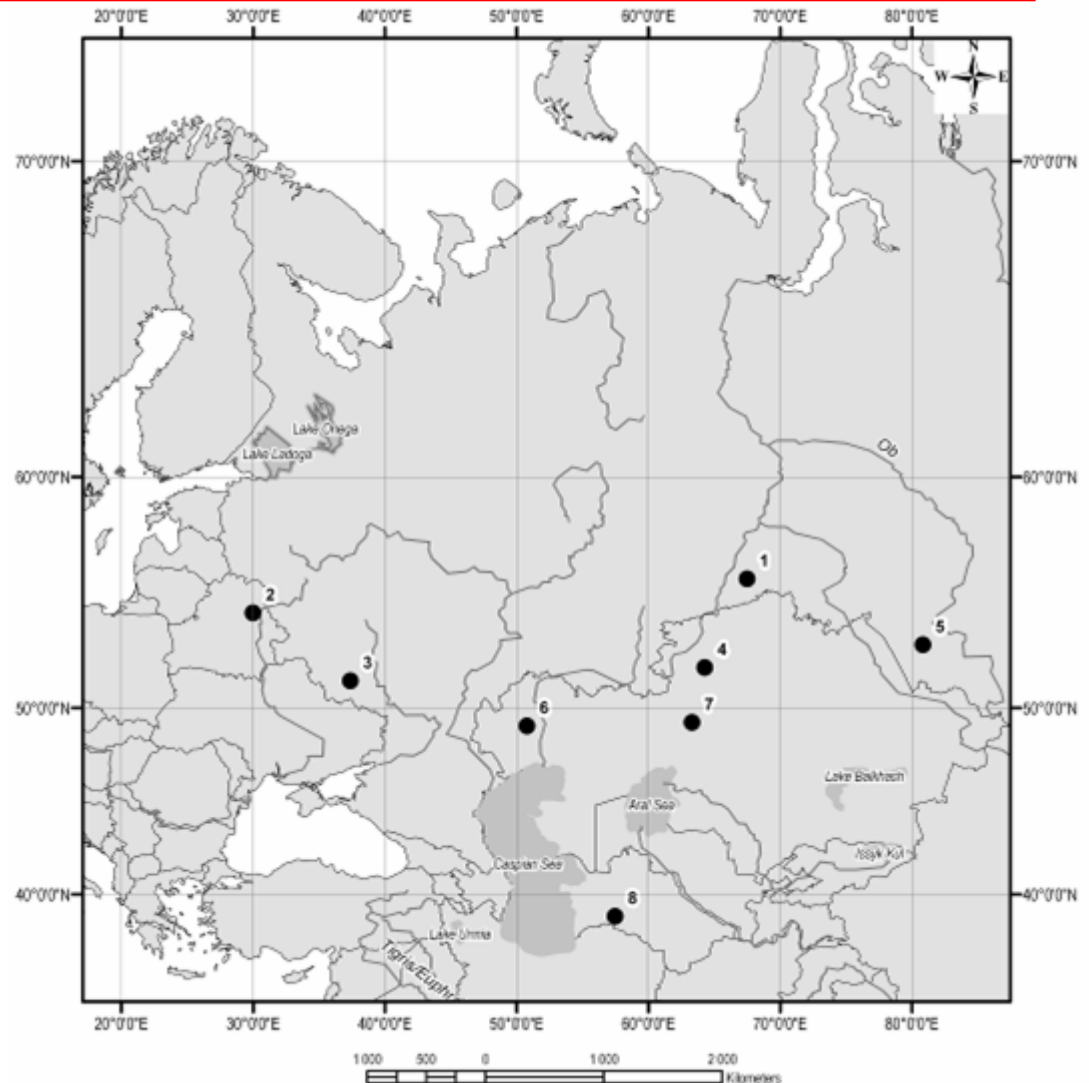 20°0'0"E 30°0'0"E 40°0'0"E 50°0'0"E 60°0'0"E 70°0'0"E 80°0'0"E
N
W E
S
70°0'0"N 70°0'0"N
Lake Onega
Lake Ladoga
Ob
60°0'0"N 60°0'0"N
1
2
5
3
4
6
7
50°0'0"N 50°0'0"N
Lake Balkhash
Aral Sea
Issyk Kul
Caspian Sea
40°0'0"N 40°0'0"N
8
Lake Urmia
Tigris/Euphr
20°0'0"E 30°0'0"E 40°0'0"E 50°0'0"E 60°0'0"E 70°0'0"E 80°0'0"E
1 000 500 0 1 000 2 000
Kilometers